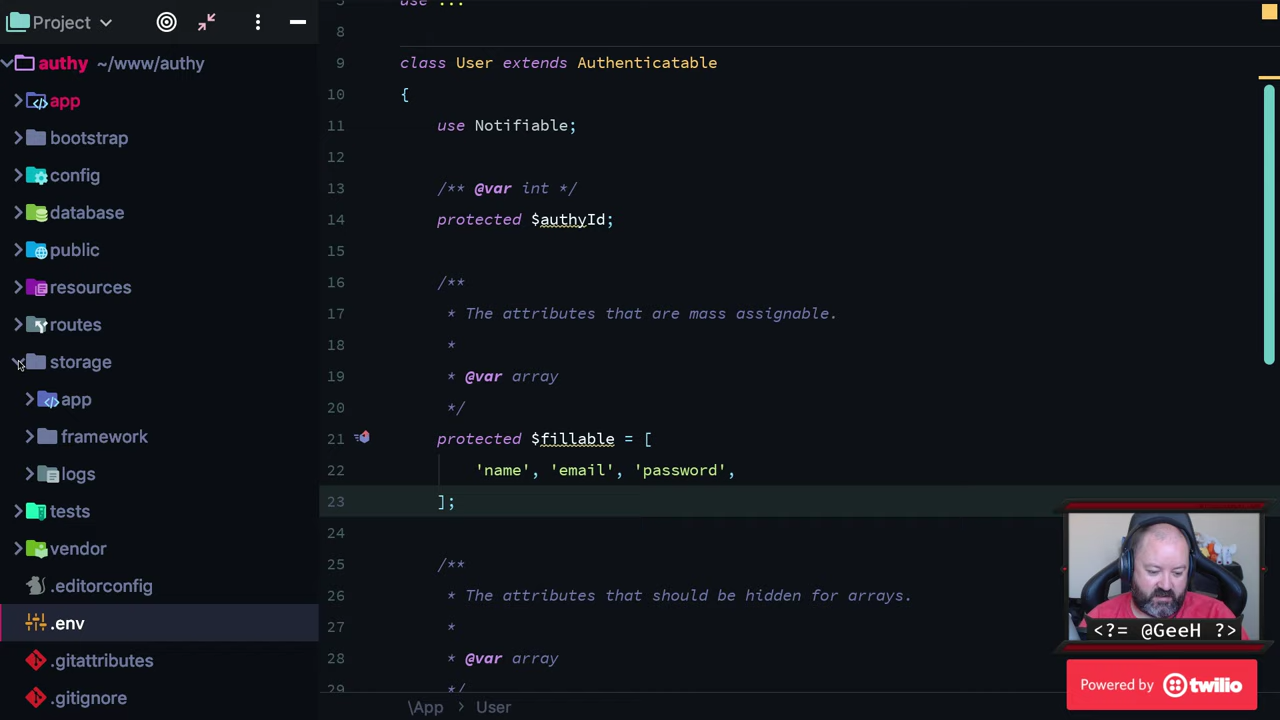 Project
authy ~/www/authy
app
bootstrap
config
database
public
resources
routes
storage
app
framework
logs
tests
vendor
.editorconfig
.env
.gitattributes
.gitignore
use ...
8
9 class User extends Authenticatable
10 {
11 use Notifiable;
12
13 /** @var int */
14 protected $authyId;
15
16 /**
17 * The attributes that are mass assignable.
18 *
19 * @var array
20 */
21 protected $fillable = [
22 'name', 'email', 'password',
23 ];
24
25 /**
26 * The attributes that should be hidden for arrays.
27 *
28 * @var array
29 */
\App > User
<?= @GeeH ?>
Powered by twilio